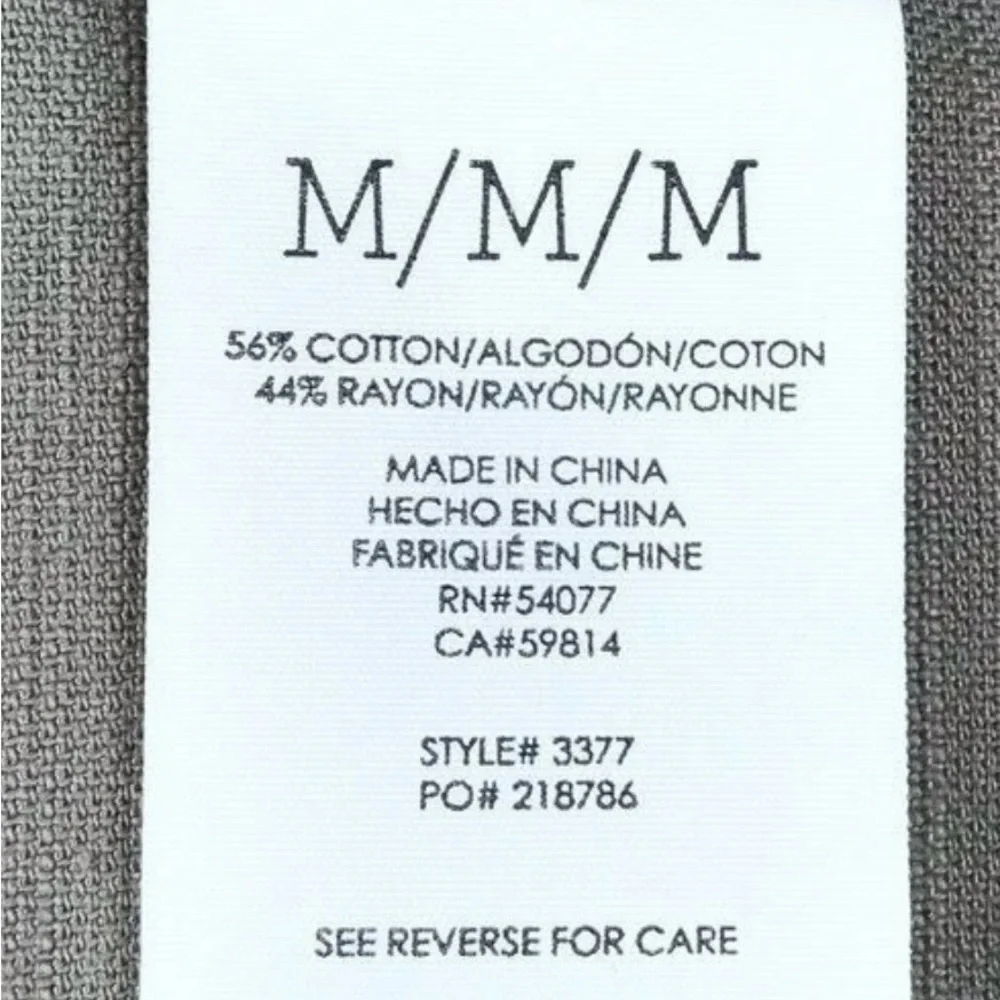 M/M/M
56% COTTON/ALGODÓN/COTON
44% RAYON/RAYÓN/RAYONNE
MADE IN CHINA
HECHO EN CHINA
FABRIQUÉ EN CHINE
RN#54077
CA#59814
STYLE# 3377
PO# 218786
SEE REVERSE FOR CARE